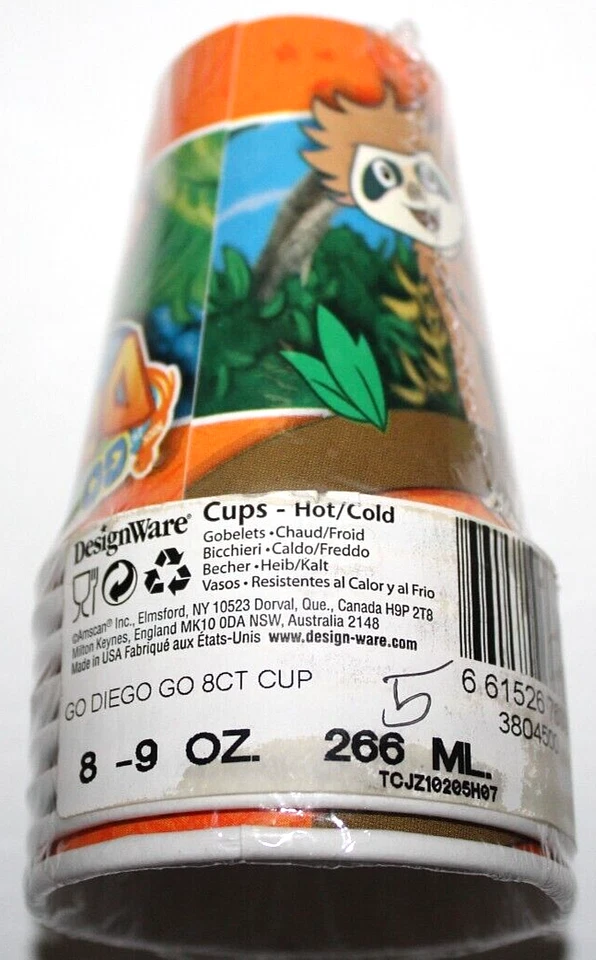 DesignWare®
Cups - Hot/Cold
Gobelets • Chaud/Froid
Bicchieri • Caldo/Freddo
Becher • Heib/Kalt
Vasos • Resistentes al Calor y al Frio
©Amscan® Inc., Elmsford, NY 10523 Dorval, Que., Canada H9P 2T8
Milton Keynes, England MK10 0DA NSW, Australia 2148
Made in USA Fabriqué aux États-Unis www.design-ware.com
GO DIEGO GO 8CT CUP
5
6 61526
8 -9 OZ. 266 ML.
TCJZ10205H07